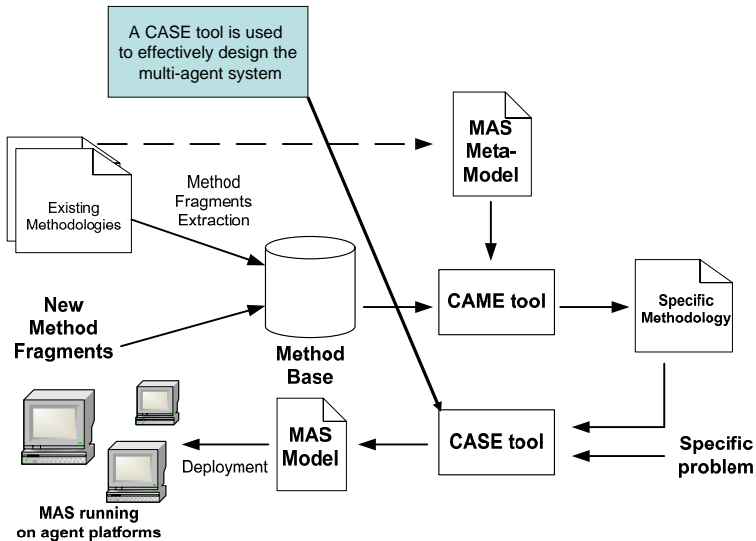 A CASE tool is used
to effectively design the
multi-agent system
MAS
Meta-
Model
Existing Methodologies
Method
Fragments
Extraction
New
Method
Fragments
Method
Base
CAME tool
Specific
Methodology
MAS
Model
CASE tool
Specific
problem
Deployment
MAS running
on agent platforms